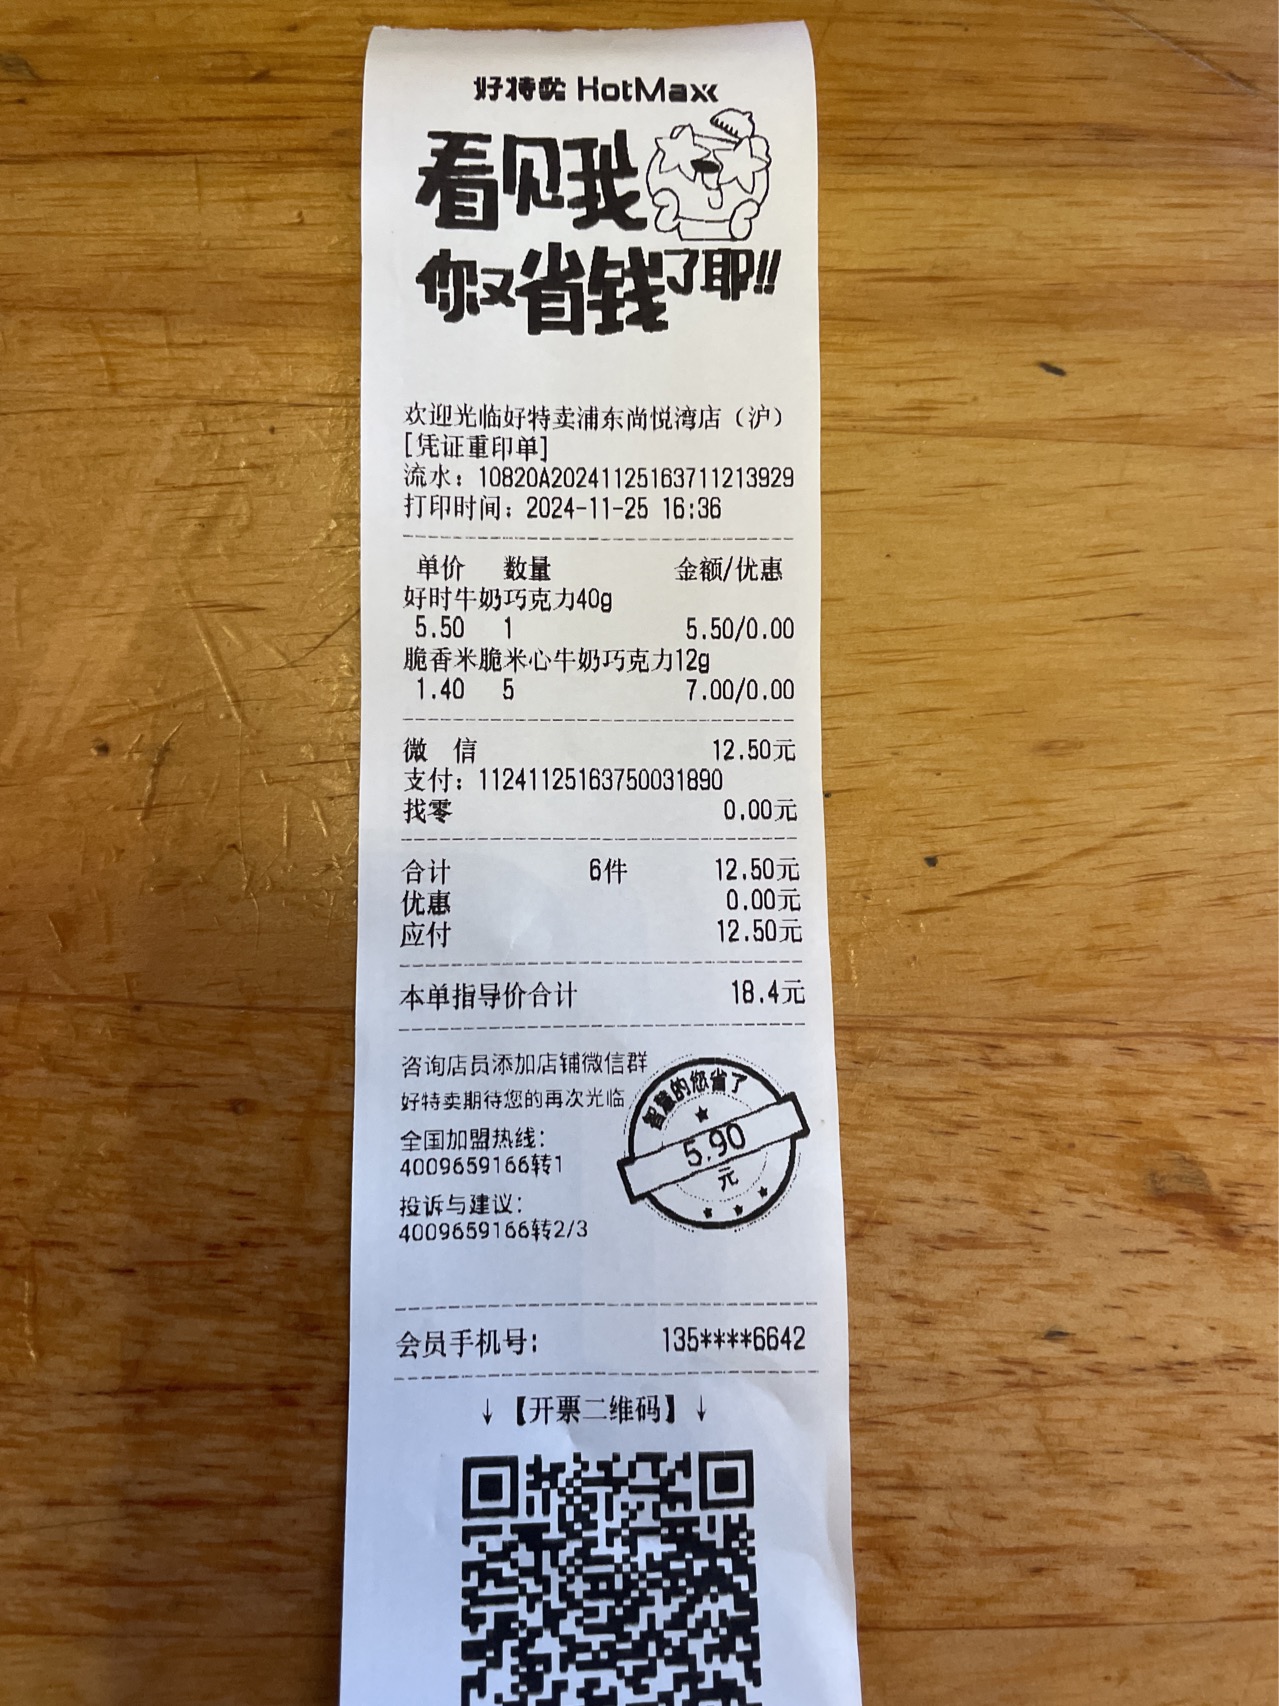 好特卖 HotMaxx
看见我
你又省钱了耶!!
欢迎光临好特卖浦东尚悦湾店（沪）
[凭证重印单]
流水：10820A20241125163711213929
打印时间：2024-11-25 16:36
单价 数量 金额/优惠
好时牛奶巧克力40g
5.50 1 5.50/0.00
脆香米脆米心牛奶巧克力12g
1.40 5 7.00/0.00
微 信 12.50元
支付：11241125163750031890
找零 0.00元
合计 6件 12.50元
优惠 0.00元
应付 12.50元
本单指导价合计 18.4元
咨询店员添加店铺微信群
好特卖期待您的再次光临
全国加盟热线：
4009659166转1
投诉与建议：
4009659166转2/3
智慧的您省了
5.90
元
会员手机号： 135****6642
↓【开票二维码】↓